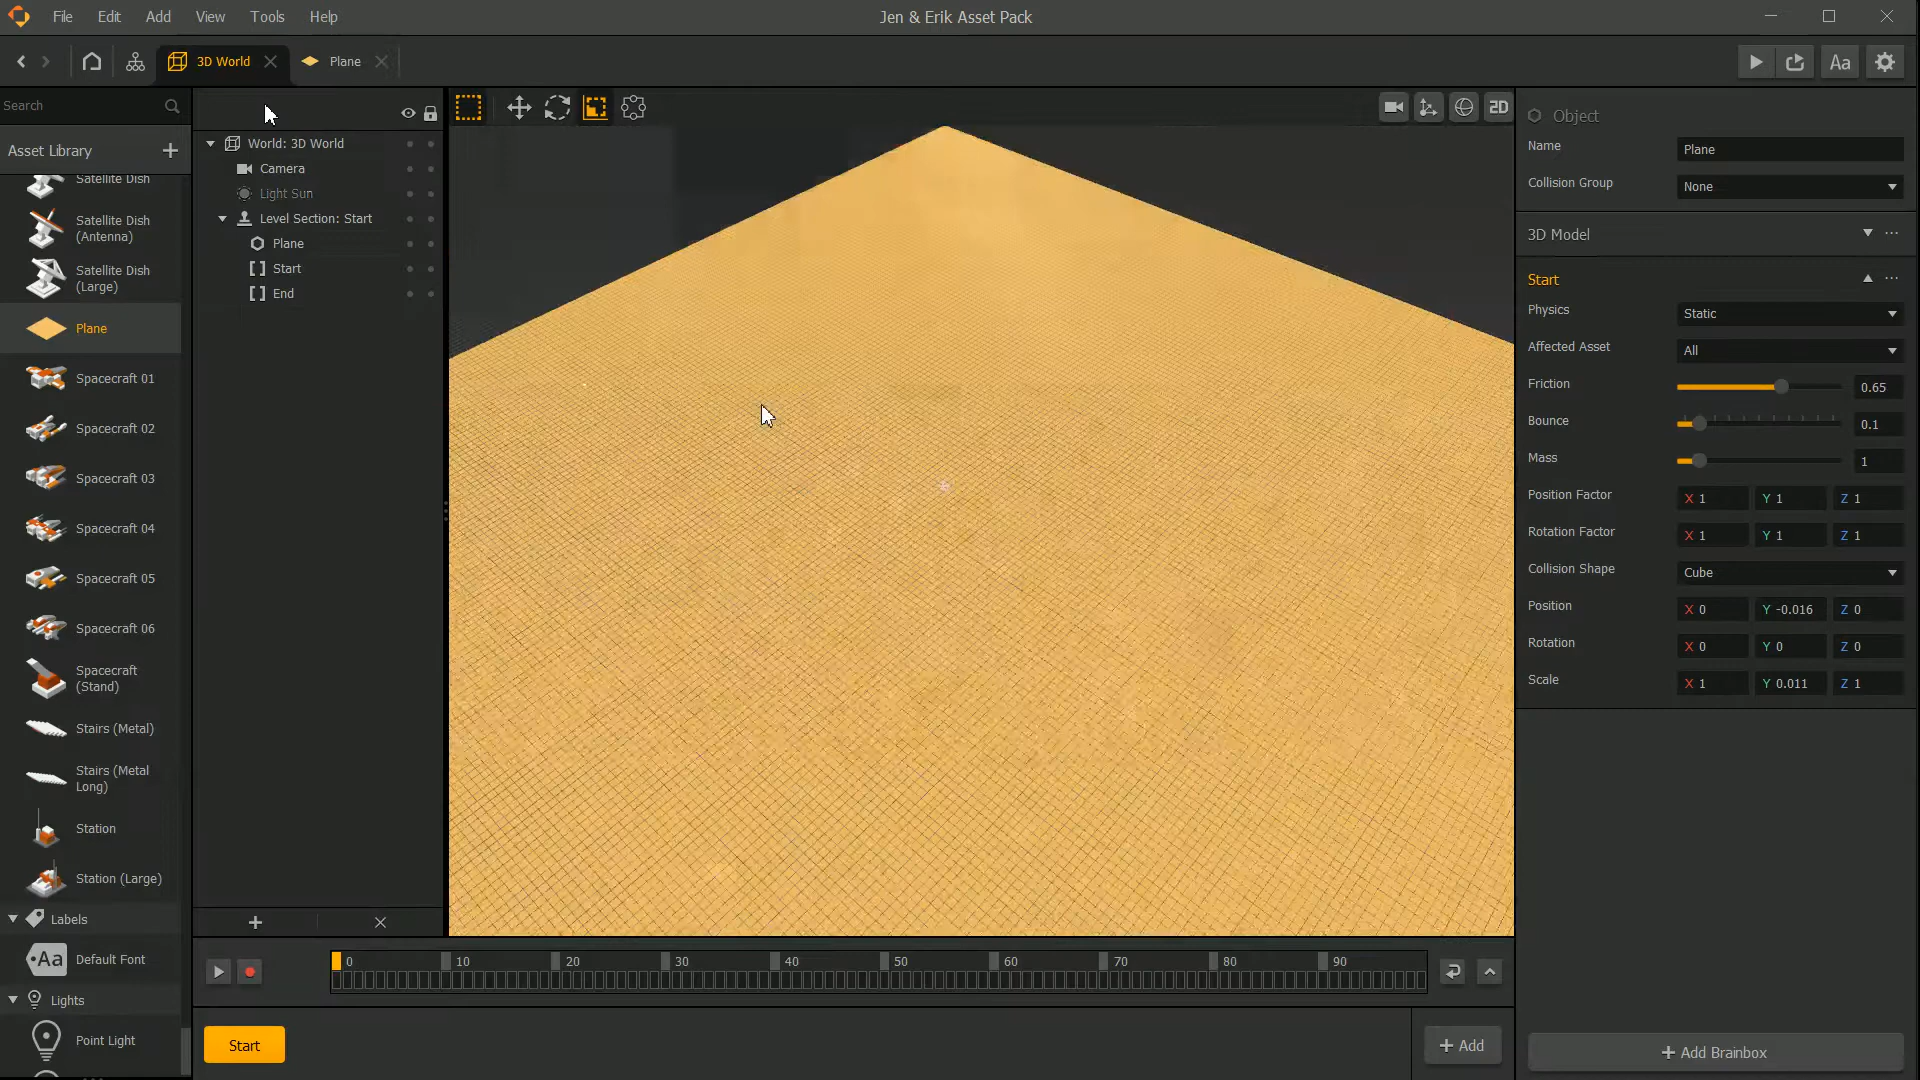 File Edit Add View Tools Help
Jen & Erik Asset Pack
3D World
Plane
Aa
Search
Asset Library
Satellite Dish
Satellite Dish
(Antenna)
Satellite Dish
(Large)
Plane
Spacecraft 01
Spacecraft 02
Spacecraft 03
Spacecraft 04
Spacecraft 05
Spacecraft 06
Spacecraft
(Stand)
Stairs (Metal)
Stairs (Metal
Long)
Station
Station (Large)
Labels
Aa
Default Font
Lights
Point Light
World: 3D World
Camera
Light Sun
Level Section: Start
Plane
Start
End
2D
0 10 20 30 40 50 60 70 80 90
Start
+ Add
Object
Name Plane
Collision Group None
3D Model
Start
Physics Static
Affected Asset All
Friction 0.65
Bounce 0.1
Mass 1
Position Factor X 1 Y 1 Z 1
Rotation Factor X 1 Y 1 Z 1
Collision Shape Cube
Position X 0 Y -0.016 Z 0
Rotation X 0 Y 0 Z 0
Scale X 1 Y 0.011 Z 1
+ Add Brainbox